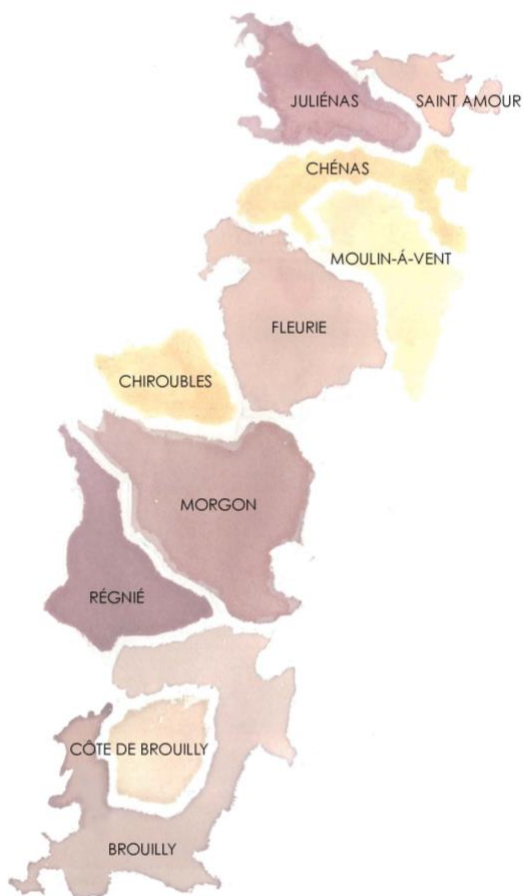 JULIÉNAS
SAINT AMOUR
CHÉNAS
MOULIN-Á-VENT
FLEURIE
CHIROUBLES
MORGON
RÉGNIÉ
CÔTE DE BROUILLY
BROUILLY